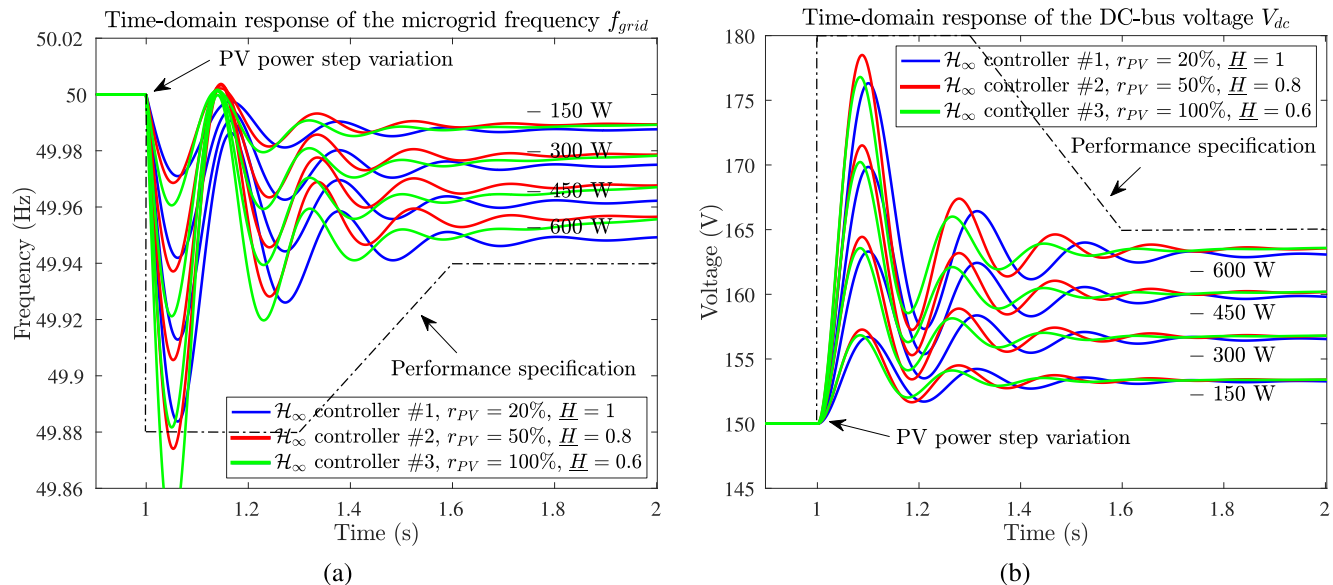 Time-domain response of the microgrid frequency f_grid
50.02
50
49.98
49.96
49.94
49.92
49.9
49.88
49.86
Frequency (Hz)
PV power step variation
− 150 W
− 300 W
− 450 W
− 600 W
Performance specification
H∞ controller #1, r_PV = 20%, H = 1
H∞ controller #2, r_PV = 50%, H = 0.8
H∞ controller #3, r_PV = 100%, H = 0.6
1 1.2 1.4 1.6 1.8 2
Time (s)
(a)
Time-domain response of the DC-bus voltage V_dc
180
175
170
165
160
155
150
145
Voltage (V)
H∞ controller #1, r_PV = 20%, H = 1
H∞ controller #2, r_PV = 50%, H = 0.8
H∞ controller #3, r_PV = 100%, H = 0.6
Performance specification
− 600 W
− 450 W
− 300 W
− 150 W
PV power step variation
1 1.2 1.4 1.6 1.8 2
Time (s)
(b)